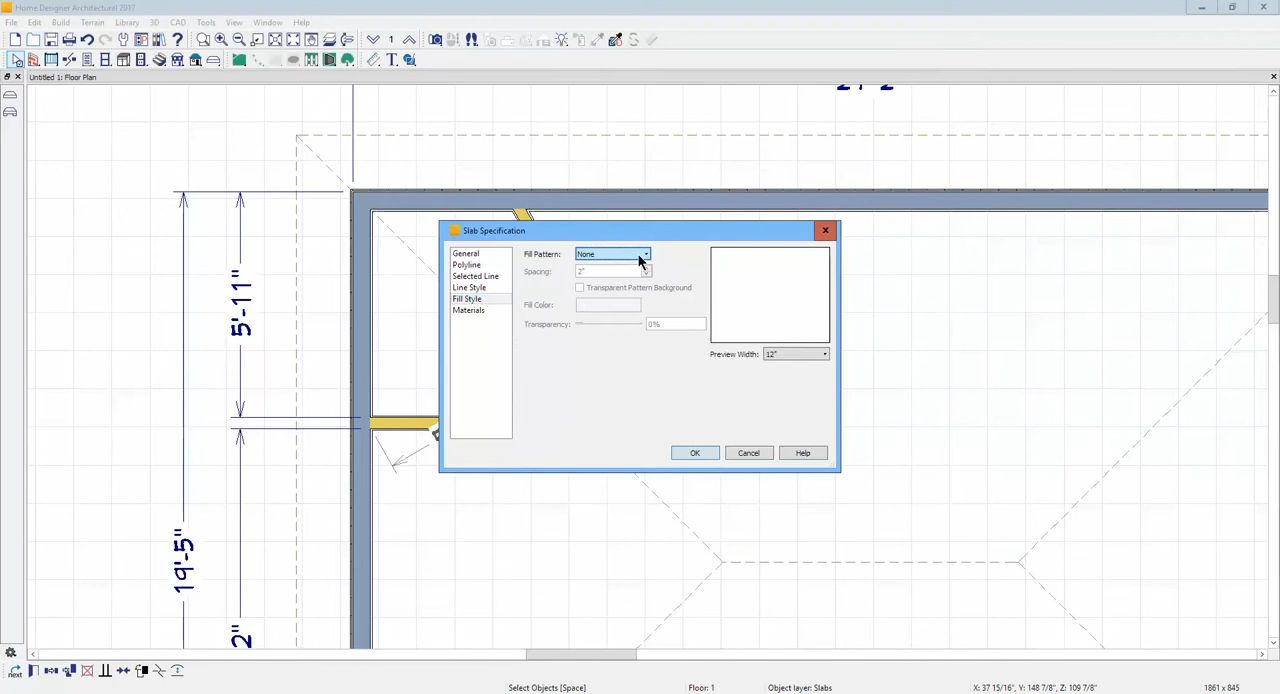 Home Designer Architectural 2017
File Edit Build Terrain Library 3D CAD Tools View Window Help
1
Untitled 1: Floor Plan
5'-11"
19'-5"
2"
Slab Specification
General
Polyline
Selected Line
Line Style
Fill Style
Materials
Fill Pattern: None
Spacing: 2"
Transparent Pattern Background
Fill Color:
Transparency: 0%
Preview Width: 12"
OK Cancel Help
next
Select Objects [Space] Floor: 1 Object layer: Slabs X: 37 15/16", Y: 148 7/8", Z: 109 7/8" 1861 x 845